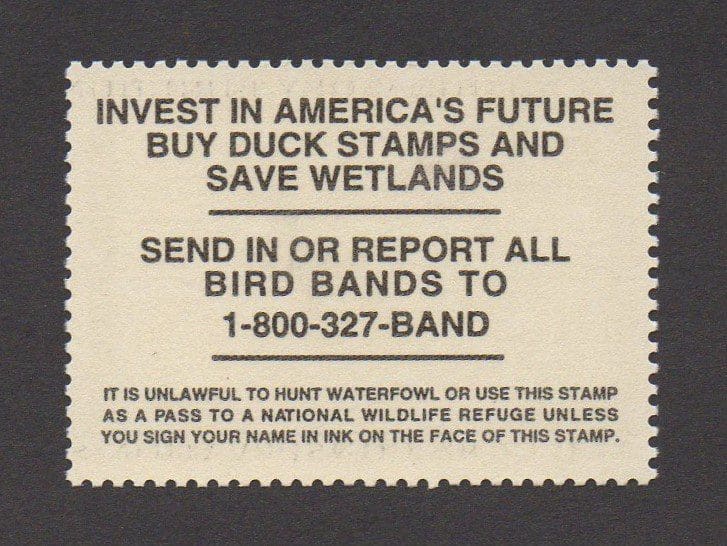 INVEST IN AMERICA'S FUTURE
BUY DUCK STAMPS AND
SAVE WETLANDS
SEND IN OR REPORT ALL
BIRD BANDS TO
1-800-327-BAND
IT IS UNLAWFUL TO HUNT WATERFOWL OR USE THIS STAMP
AS A PASS TO A NATIONAL WILDLIFE REFUGE UNLESS
YOU SIGN YOUR NAME IN INK ON THE FACE OF THIS STAMP.